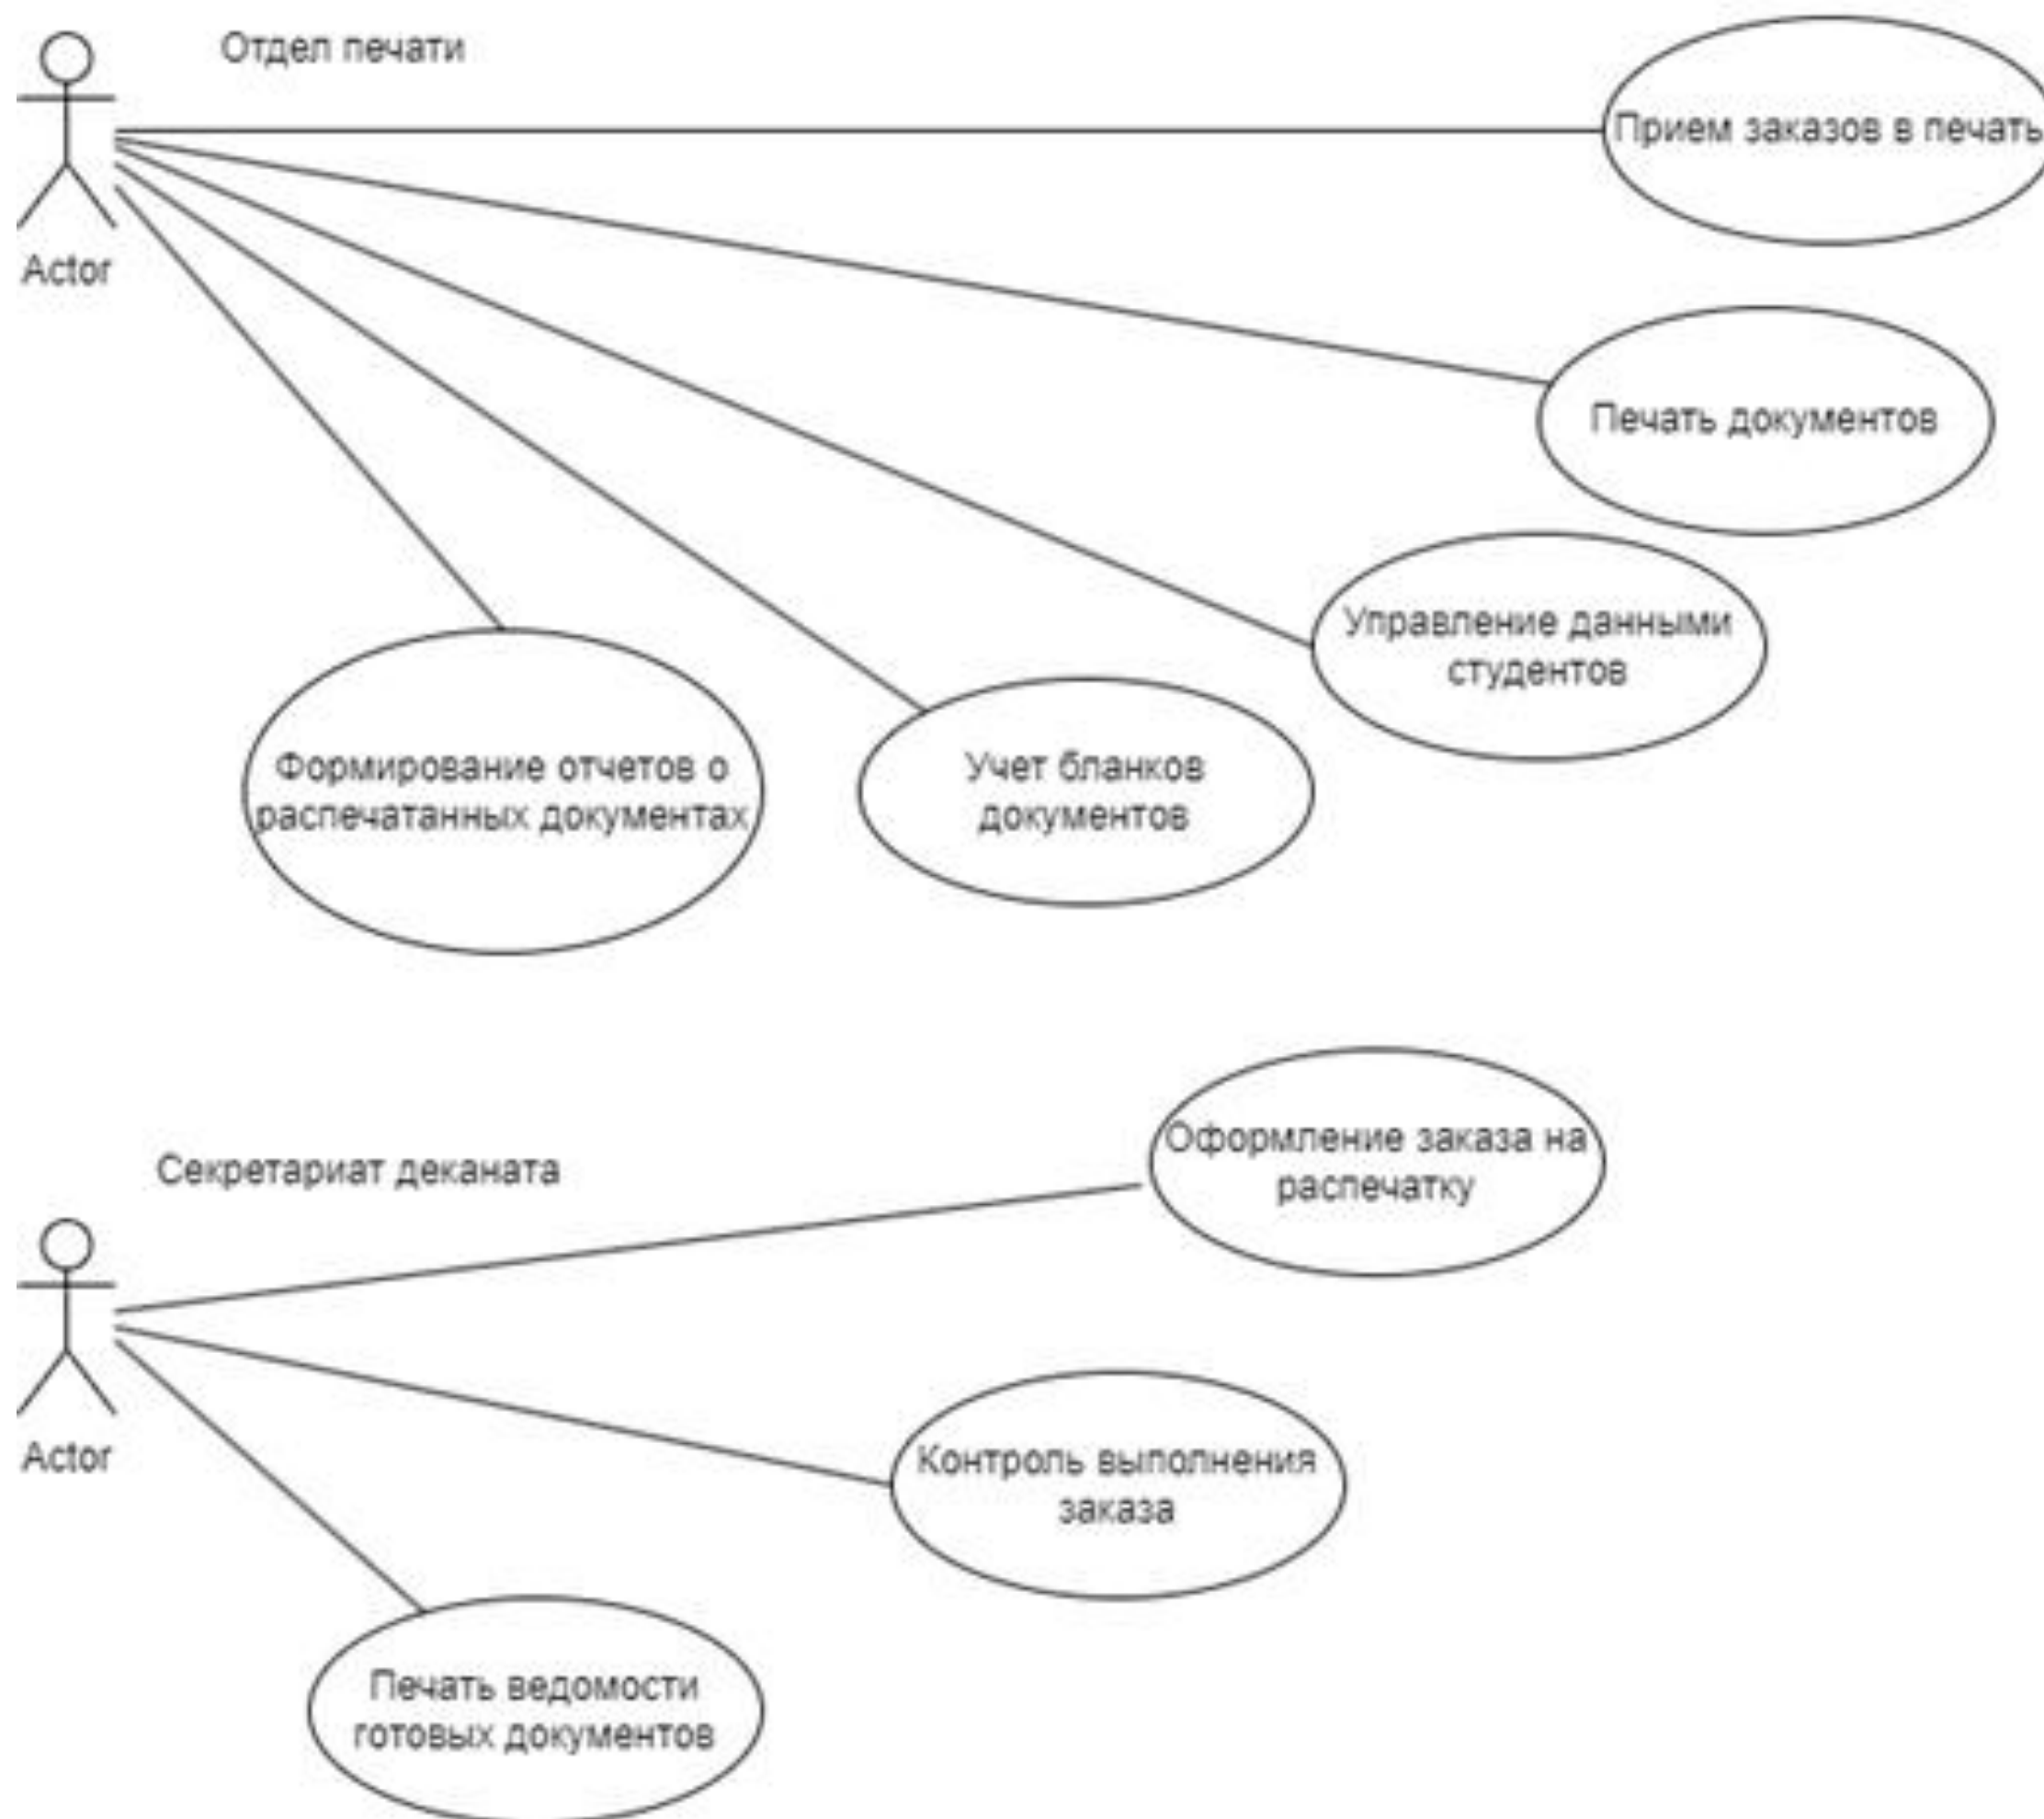 Отдел печати
Прием заказов в печать
Actor
Печать документов
Управление данными
студентов
Формирование отчетов о
распечатанных документах
Учет бланков
документов
Оформление заказа на
распечатку
Секретариат деканата
Actor
Контроль выполнения
заказа
Печать ведомости
готовых документов